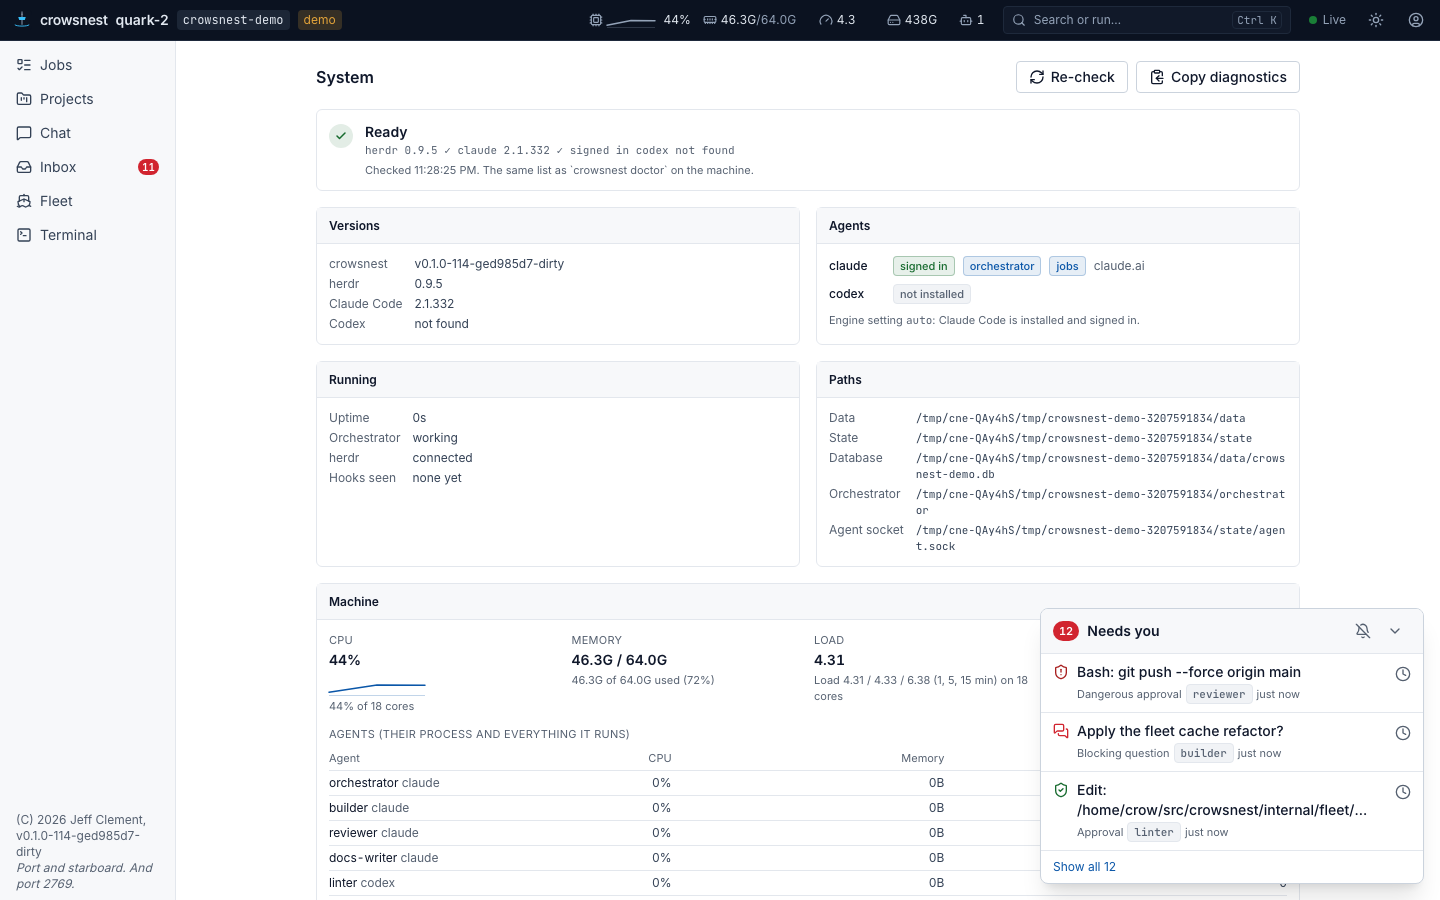 crowsnest quark-2 crowsnest-demo demo 44% 46.3G/64.0G 4.3 438G 1 Search or run... Ctrl K Live
Jobs
Projects
Chat
Inbox 11
Fleet
Terminal
(C) 2026 Jeff Clement,
v0.1.0-114-ged985d7-
dirty
Port and starboard. And
port 2769.
System
Re-check
Copy diagnostics
Ready
herdr 0.9.5 ✓ claude 2.1.332 ✓ signed in codex not found
Checked 11:28:25 PM. The same list as `crowsnest doctor` on the machine.
Versions
crowsnest v0.1.0-114-ged985d7-dirty
herdr 0.9.5
Claude Code 2.1.332
Codex not found
Agents
claude signed in orchestrator jobs claude.ai
codex not installed
Engine setting auto: Claude Code is installed and signed in.
Running
Uptime 0s
Orchestrator working
herdr connected
Hooks seen none yet
Paths
Data /tmp/cne-QAy4hS/tmp/crowsnest-demo-3207591834/data
State /tmp/cne-QAy4hS/tmp/crowsnest-demo-3207591834/state
Database /tmp/cne-QAy4hS/tmp/crowsnest-demo-3207591834/data/crows
nest-demo.db
Orchestrator /tmp/cne-QAy4hS/tmp/crowsnest-demo-3207591834/orchestrat
or
Agent socket /tmp/cne-QAy4hS/tmp/crowsnest-demo-3207591834/state/agen
t.sock
Machine
CPU
44%
44% of 18 cores
MEMORY
46.3G / 64.0G
46.3G of 64.0G used (72%)
LOAD
4.31
Load 4.31 / 4.33 / 6.38 (1, 5, 15 min) on 18
cores
AGENTS (THEIR PROCESS AND EVERYTHING IT RUNS)
Agent CPU Memory
orchestrator claude 0% 0B
builder claude 0% 0B
reviewer claude 0% 0B
docs-writer claude 0% 0B
linter codex 0% 0B
12 Needs you
Bash: git push --force origin main
Dangerous approval reviewer just now
Apply the fleet cache refactor?
Blocking question builder just now
Edit:
/home/crow/src/crowsnest/internal/fleet/...
Approval linter just now
Show all 12